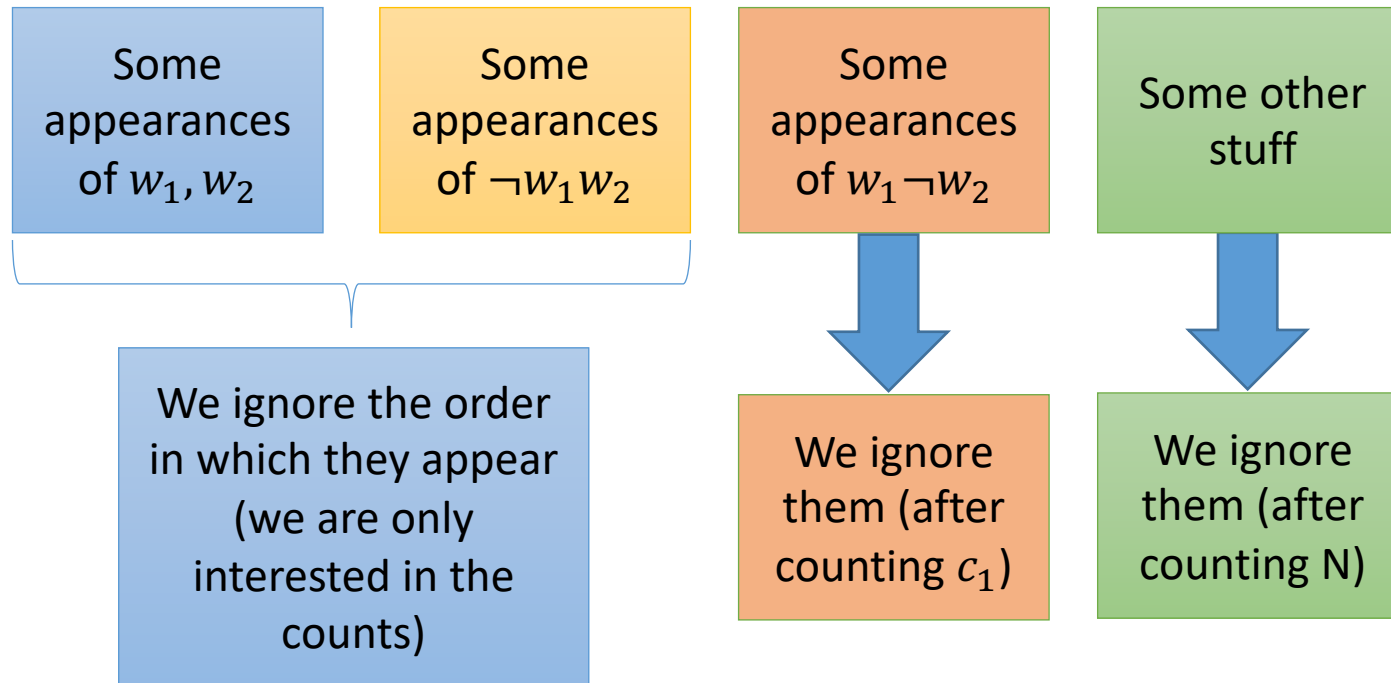 Some
appearances
of w₁, w₂
Some
appearances
of ¬w₁w₂
Some
appearances
of w₁¬w₂
Some other
stuff
We ignore the order
in which they appear
(we are only
interested in the
counts)
We ignore
them (after
counting c₁)
We ignore
them (after
counting N)